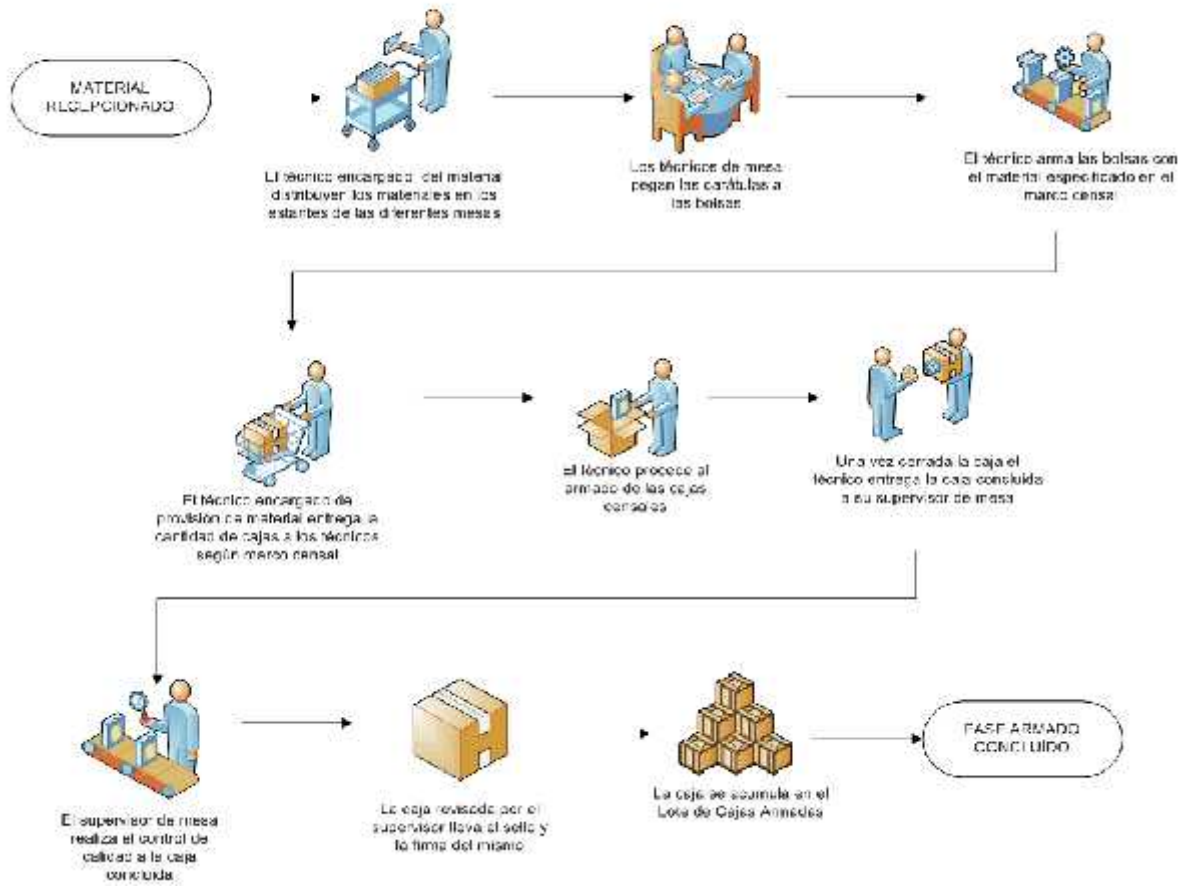 MATERIAL
RECEPCIONADO
El técnico encargado del material
distribuyen los materiales en los
estantes de las diferentes mesas
Los técnicos de mesa
pegan las carátulas a
las bolsas
El técnico arma las bolsas con
el material especificado en el
marco censal
El técnico encargado de
provisión de material entrega la
cantidad de cajas a los técnicos
según marco censal
El técnico procede al
armado de las cajas
censales
Una vez cerrada la caja el
técnico entrega la caja concluida
a su supervisor de mesa
El supervisor de mesa
realiza el control de
calidad a la caja
concluida
La caja revisada por el
supervisor lleva el sello y
la firma del mismo
La caja se acumula en el
Lote de Cajas Armadas
FASE ARMADO
CONCLUÍDO